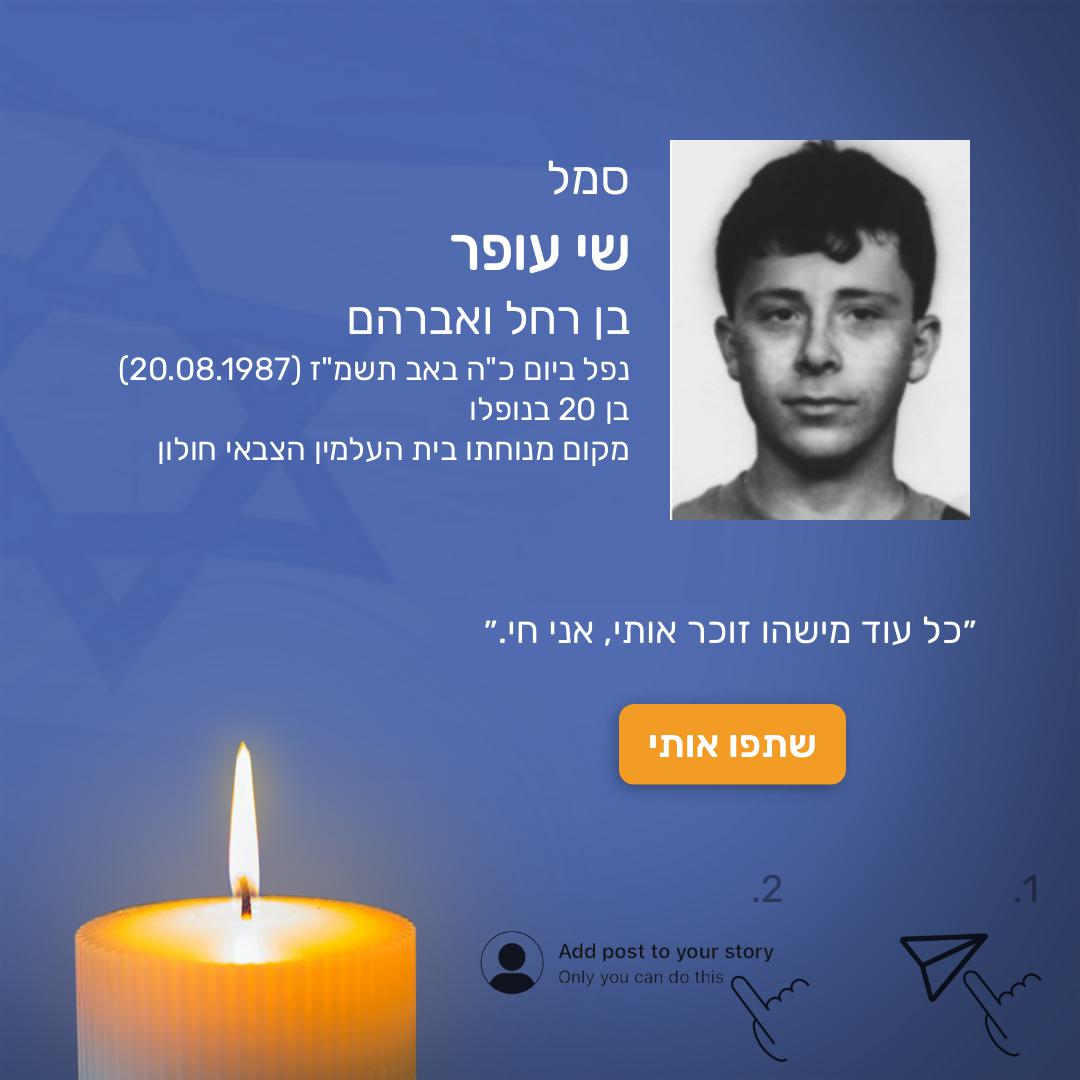 סמל
שי עופר
בן רחל ואברהם
נפל ביום כ"ה באב תשמ"ז (20.08.1987)
בן 20 בנופלו
מקום מנוחתו בית העלמין הצבאי חולון
״כל עוד מישהו זוכר אותי, אני חי.״
שתפו אותי
.1
.2
Add post to your story
Only you can do this